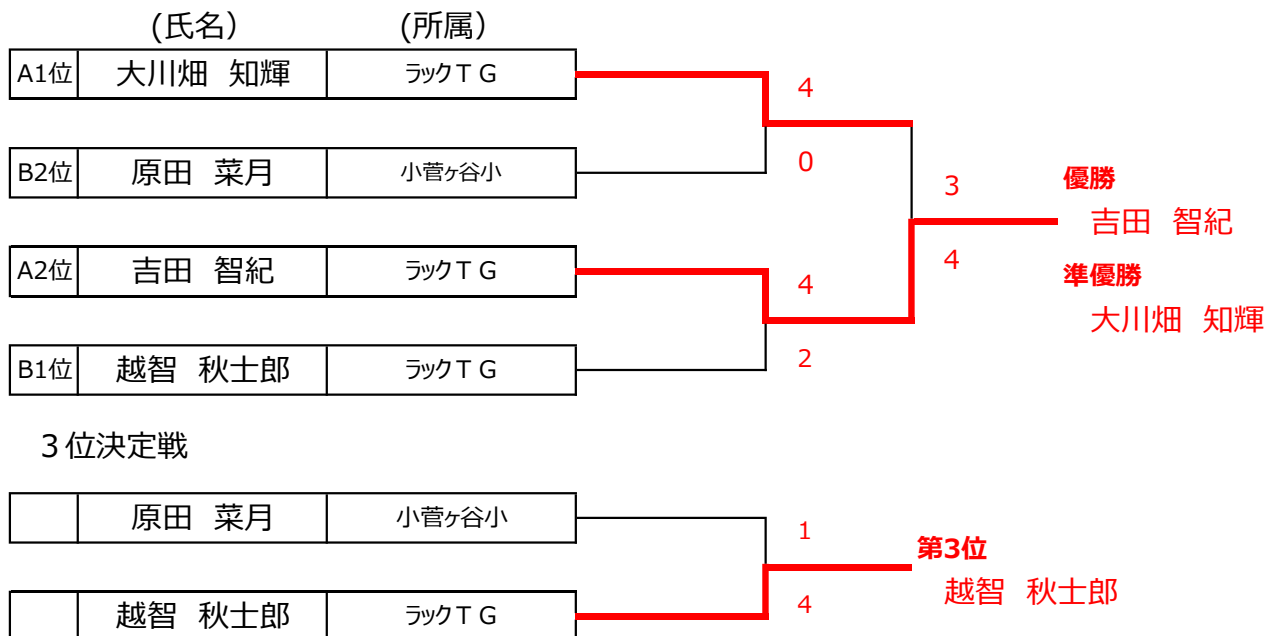 (氏名) (所属)
A1位 大川畑 知輝 ラックTG
4
B2位 原田 菜月 小菅ヶ谷小
0
3
優勝
吉田 智紀
A2位 吉田 智紀 ラックTG
4
4
準優勝
大川畑 知輝
B1位 越智 秋士郎 ラックTG
2
3位決定戦
原田 菜月 小菅ヶ谷小
1
第3位
越智 秋士郎
越智 秋士郎 ラックTG
4